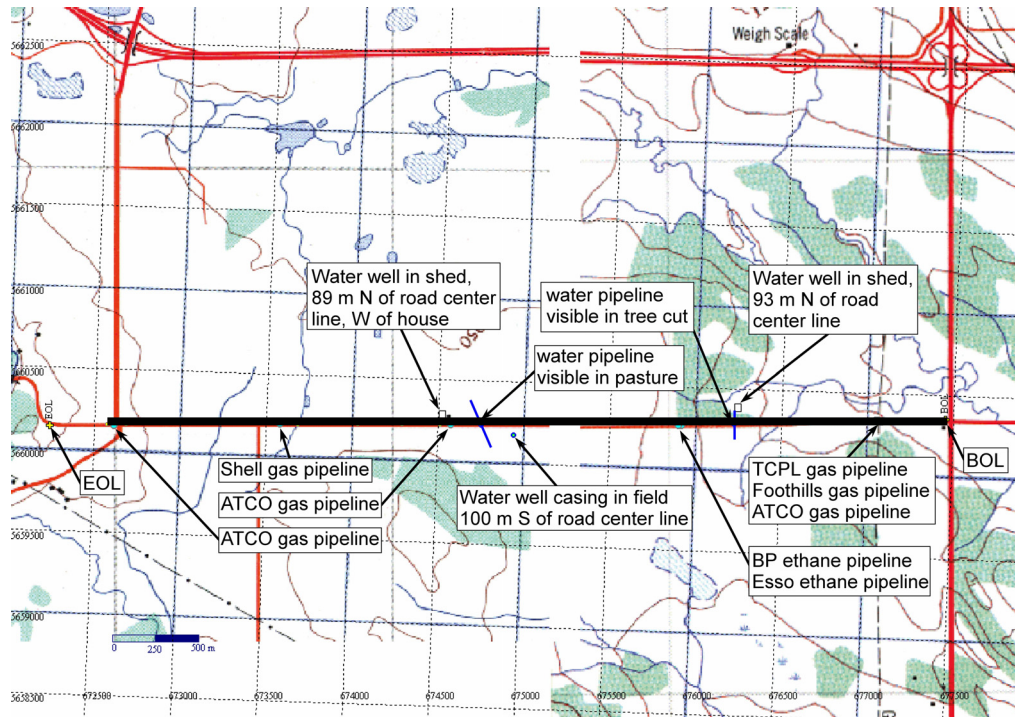 5662500
Weigh Scale
5662000
5661500
Water well in shed,
89 m N of road center
line, W of house
water pipeline
visible in tree cut
Water well in shed,
93 m N of road
center line
5661000
050
water pipeline
visible in pasture
5660500
EOL
BOL
5660000
EOL
Shell gas pipeline
ATCO gas pipeline
ATCO gas pipeline
Water well casing in field
100 m S of road center line
TCPL gas pipeline
Foothills gas pipeline
ATCO gas pipeline
BOL
BP ethane pipeline
Esso ethane pipeline
5659500
5659000
0 250 500 m
5658500
672500 673000 673500 674000 674500 675000 675500 676000 676500 677000 677500